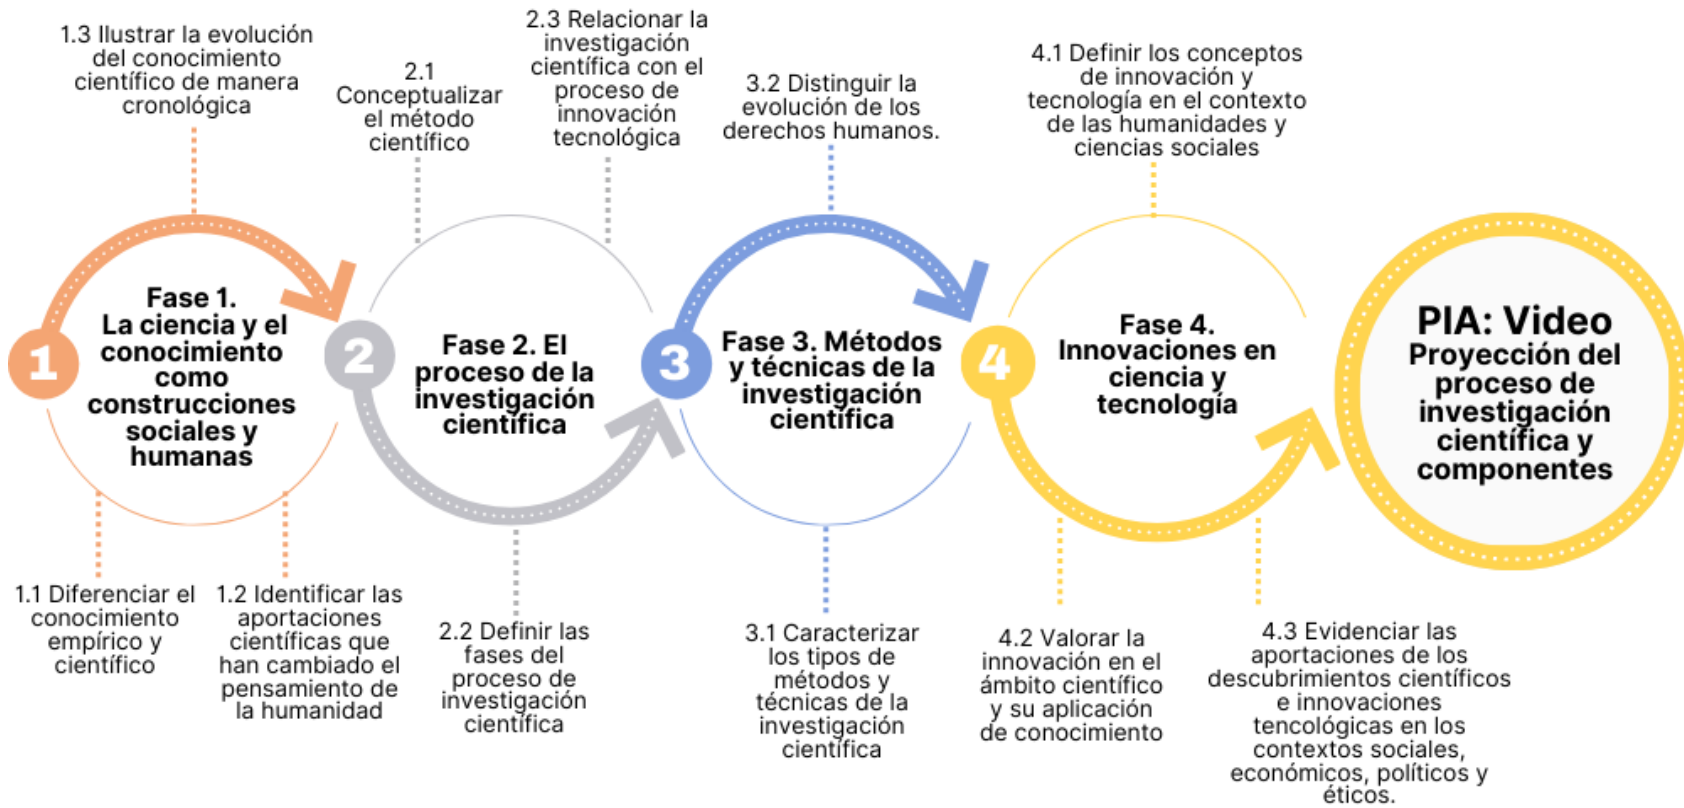 1.3 Ilustrar la evolución
del conocimiento
científico de manera
cronológica
2.1
Conceptualizar
el método
científico
2.3 Relacionar la
investigación
científica con el
proceso de
innovación
tecnológica
3.2 Distinguir la
evolución de los
derechos humanos.
4.1 Definir los conceptos
de innovación y
tecnología en el contexto
de las humanidades y
ciencias sociales
1
Fase 1.
La ciencia y el
conocimiento
como
construcciones
sociales y
humanas
2
Fase 2. El
proceso de la
investigación
científica
3
Fase 3. Métodos
y técnicas de la
investigación
científica
4
Fase 4.
Innovaciones en
ciencia y
tecnología
PIA: Video
Proyección del
proceso de
investigación
científica y
componentes
1.1 Diferenciar el
conocimiento
empírico y
científico
1.2 Identificar las
aportaciones
científicas que
han cambiado el
pensamiento de
la humanidad
2.2 Definir las
fases del
proceso de
investigación
científica
3.1 Caracterizar
los tipos de
métodos y
técnicas de la
investigación
científica
4.2 Valorar la
innovación en el
ámbito científico
y su aplicación
de conocimiento
4.3 Evidenciar las
aportaciones de los
descubrimientos científicos
e innovaciones
tencológicas en los
contextos sociales,
económicos, políticos y
éticos.